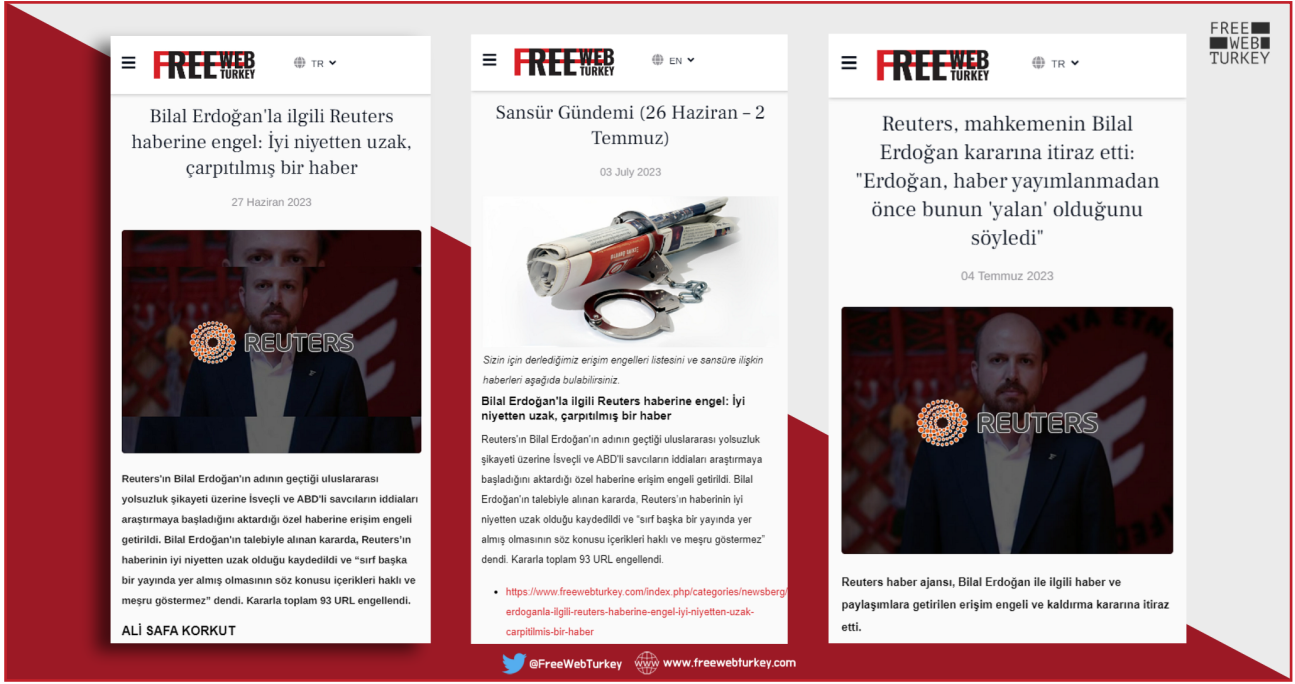 FREE WEB TURKEY
TR
Bilal Erdoğan'la ilgili Reuters
haberine engel: İyi niyetten uzak,
çarpıtılmış bir haber
27 Haziran 2023
REUTERS
Reuters'ın Bilal Erdoğan'ın adının geçtiği uluslararası
yolsuzluk şikayeti üzerine İsveçli ve ABD'li savcıların iddiaları
araştırmaya başladığını aktardığı özel haberine erişim engeli
getirildi. Bilal Erdoğan'ın talebiyle alınan kararda, Reuters'ın
haberinin iyi niyetten uzak olduğu kaydedildi ve “sırf başka
bir yayında yer almış olmasının söz konusu içerikleri haklı ve
meşru göstermez” dendi. Kararla toplam 93 URL engellendi.
ALİ SAFA KORKUT
FREE WEB TURKEY
EN
Sansür Gündemi (26 Haziran – 2
Temmuz)
03 July 2023
Sizin için derlediğimiz erişim engelleri listesini ve sansüre ilişkin
haberleri aşağıda bulabilirsiniz.
Bilal Erdoğan'la ilgili Reuters haberine engel: İyi
niyetten uzak, çarpıtılmış bir haber
Reuters'ın Bilal Erdoğan'ın adının geçtiği uluslararası yolsuzluk
şikayeti üzerine İsveçli ve ABD'li savcıların iddiaları araştırmaya
başladığını aktardığı özel haberine erişim engeli getirildi. Bilal
Erdoğan'ın talebiyle alınan kararda, Reuters'ın haberinin iyi
niyetten uzak olduğu kaydedildi ve “sırf başka bir yayında yer
almış olmasının söz konusu içerikleri haklı ve meşru göstermez”
dendi. Kararla toplam 93 URL engellendi.
https://www.freewebturkey.com/index.php/categories/newsberg/
erdoganla-ilgili-reuters-haberine-engel-iyi-niyetten-uzak-
carpitilmis-bir-haber
FREE WEB TURKEY
TR
Reuters, mahkemenin Bilal
Erdoğan kararına itiraz etti:
"Erdoğan, haber yayımlanmadan
önce bunun 'yalan' olduğunu
söyledi"
04 Temmuz 2023
REUTERS
Reuters haber ajansı, Bilal Erdoğan ile ilgili haber ve
paylaşımlara getirilen erişim engeli ve kaldırma kararına itiraz
etti.
FREE
WEB
TURKEY
@FreeWebTurkey
www www.freewebturkey.com